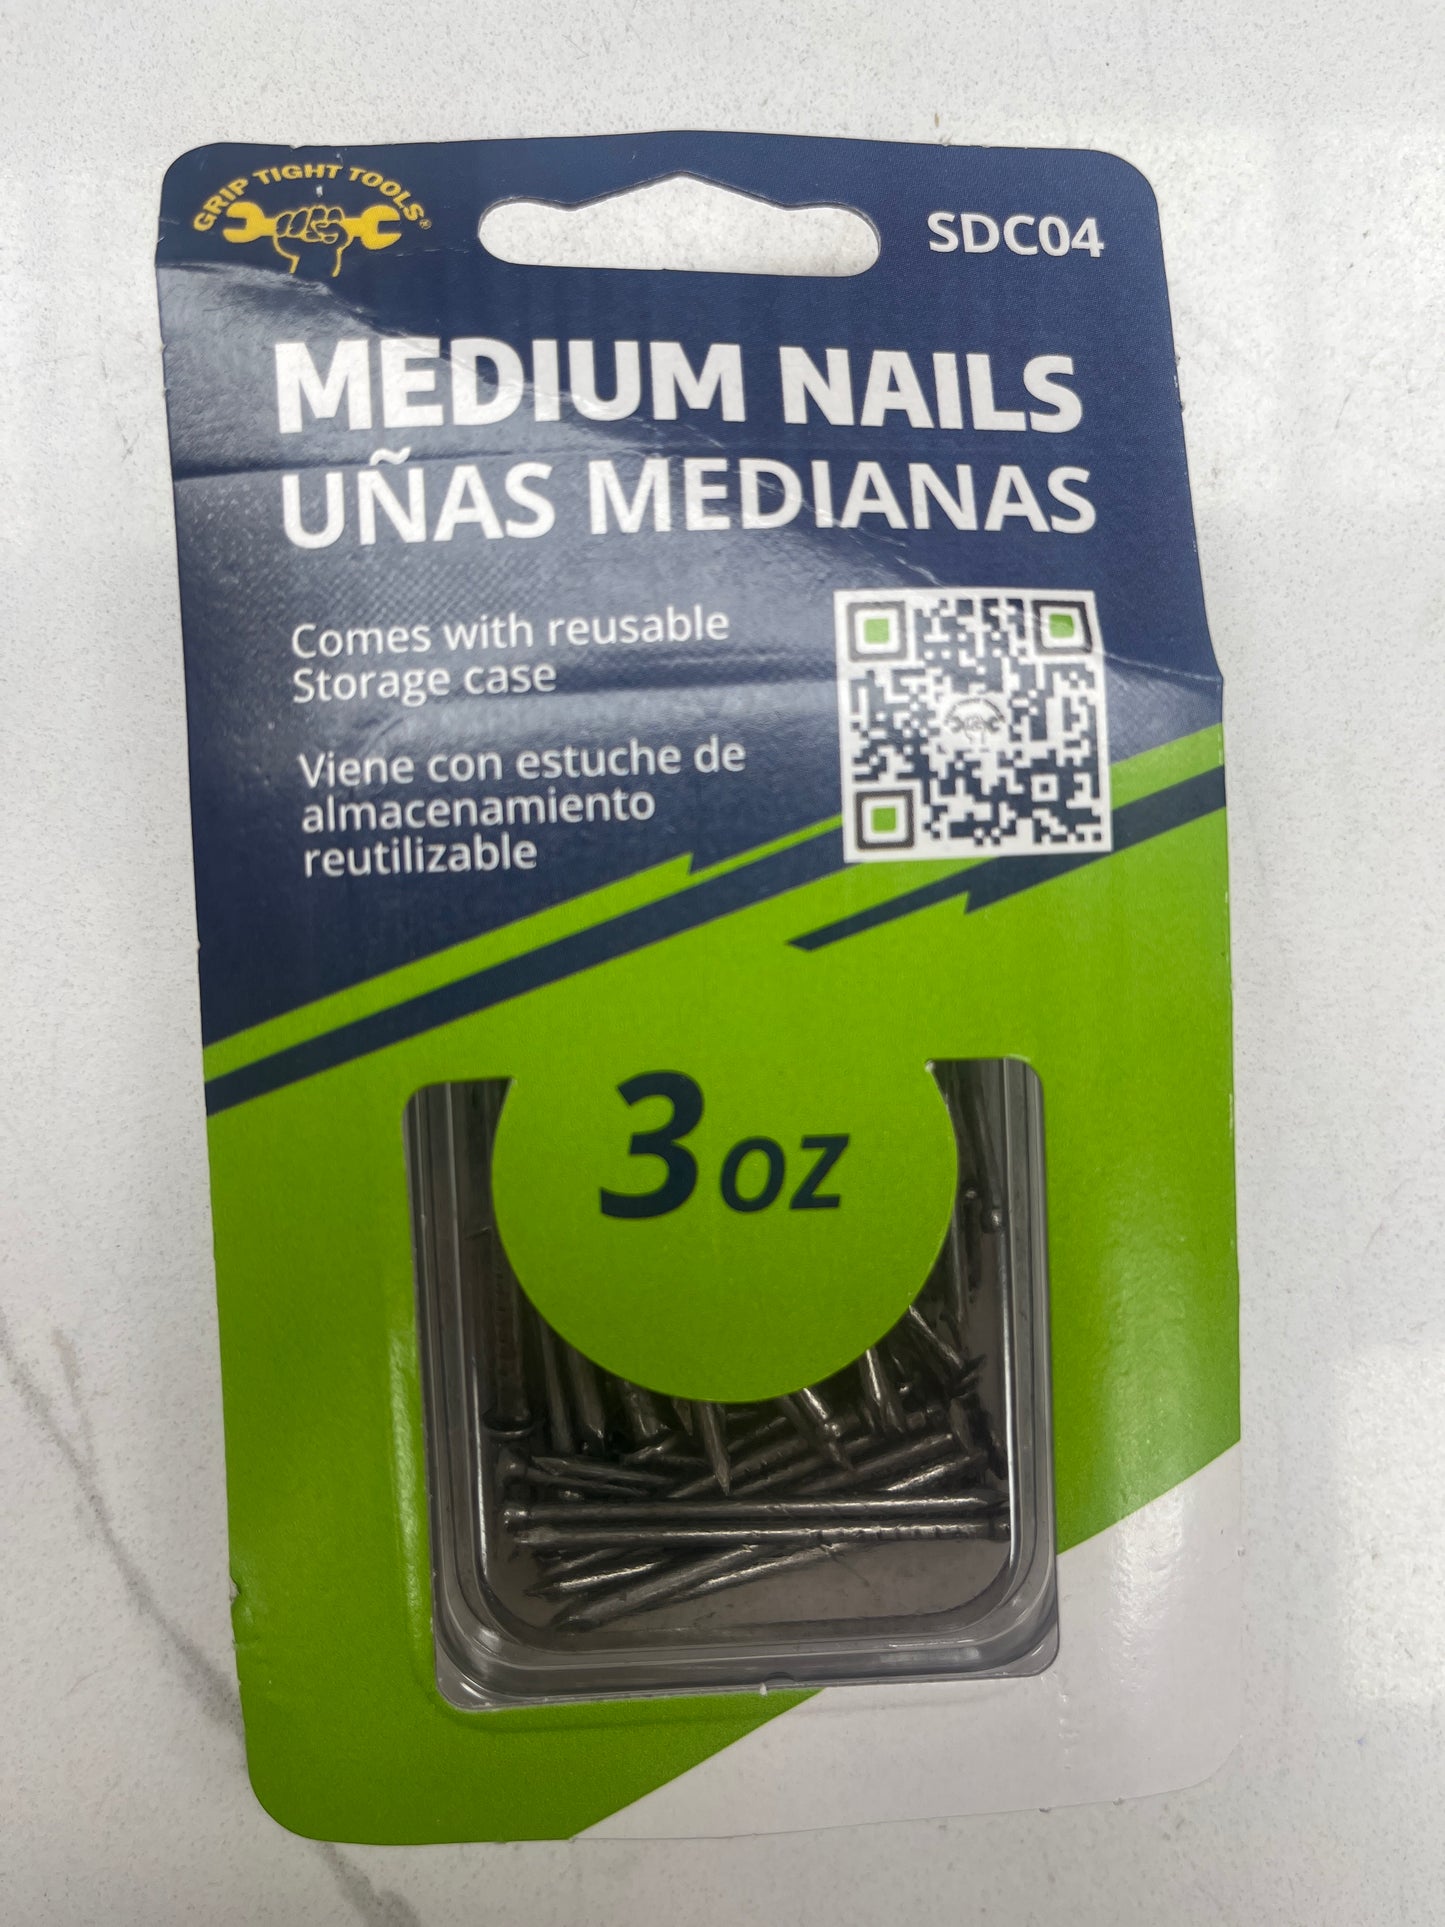 GRIP TIGHT TOOLS®
SDC04
MEDIUM NAILS
UÑAS MEDIANAS
Comes with reusable
Storage case
Viene con estuche de
almacenamiento
reutilizable
3 OZ